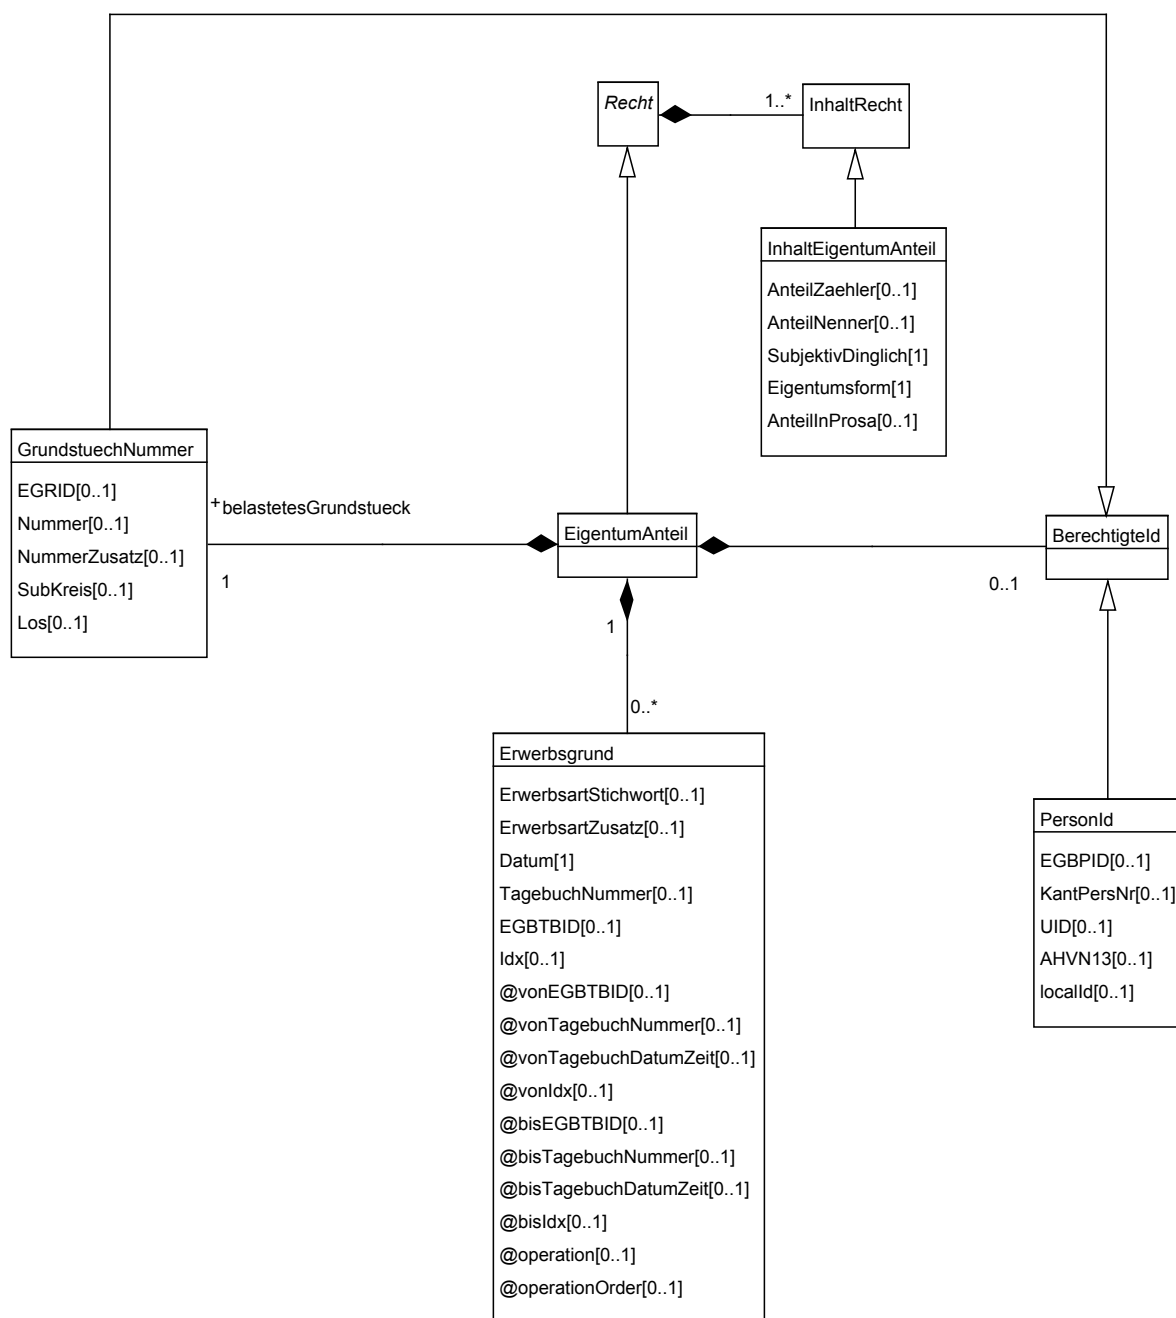 Recht
1..*
InhaltRecht
InhaltEigentumAnteil
AnteilZaehler[0..1]
AnteilNenner[0..1]
SubjektivDinglich[1]
Eigentumsform[1]
AnteilInProsa[0..1]
GrundstuechNummer
EGRID[0..1]
Nummer[0..1]
NummerZusatz[0..1]
SubKreis[0..1]
Los[0..1]
+belastetesGrundstueck
1
EigentumAnteil
BerechtigteId
0..1
1
0..*
Erwerbsgrund
ErwerbsartStichwort[0..1]
ErwerbsartZusatz[0..1]
Datum[1]
TagebuchNummer[0..1]
EGBTBID[0..1]
Idx[0..1]
@vonEGBTBID[0..1]
@vonTagebuchNummer[0..1]
@vonTagebuchDatumZeit[0..1]
@vonIdx[0..1]
@bisEGBTBID[0..1]
@bisTagebuchNummer[0..1]
@bisTagebuchDatumZeit[0..1]
@bisIdx[0..1]
@operation[0..1]
@operationOrder[0..1]
PersonId
EGBPID[0..1]
KantPersNr[0..1]
UID[0..1]
AHVN13[0..1]
localId[0..1]